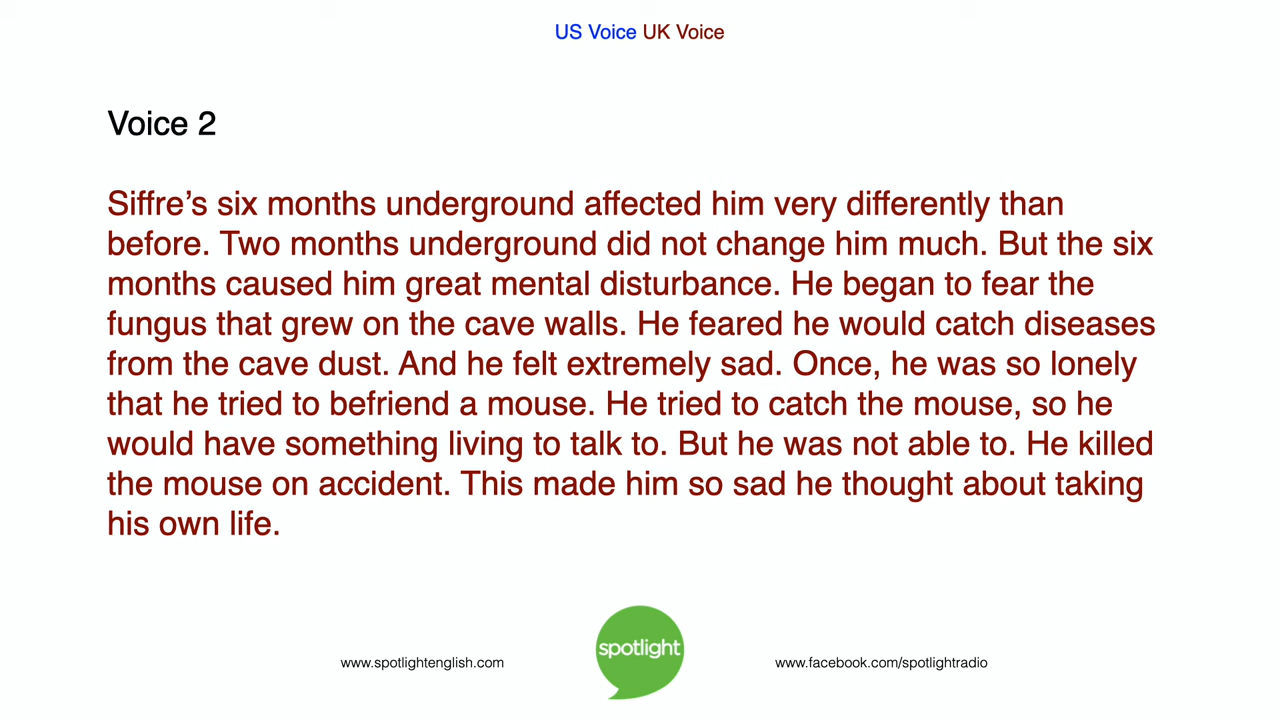 US Voice UK Voice
Voice 2
Siffre’s six months underground affected him very differently than
before. Two months underground did not change him much. But the six
months caused him great mental disturbance. He began to fear the
fungus that grew on the cave walls. He feared he would catch diseases
from the cave dust. And he felt extremely sad. Once, he was so lonely
that he tried to befriend a mouse. He tried to catch the mouse, so he
would have something living to talk to. But he was not able to. He killed
the mouse on accident. This made him so sad he thought about taking
his own life.
spotlight
www.spotlightenglish.com
www.facebook.com/spotlightradio